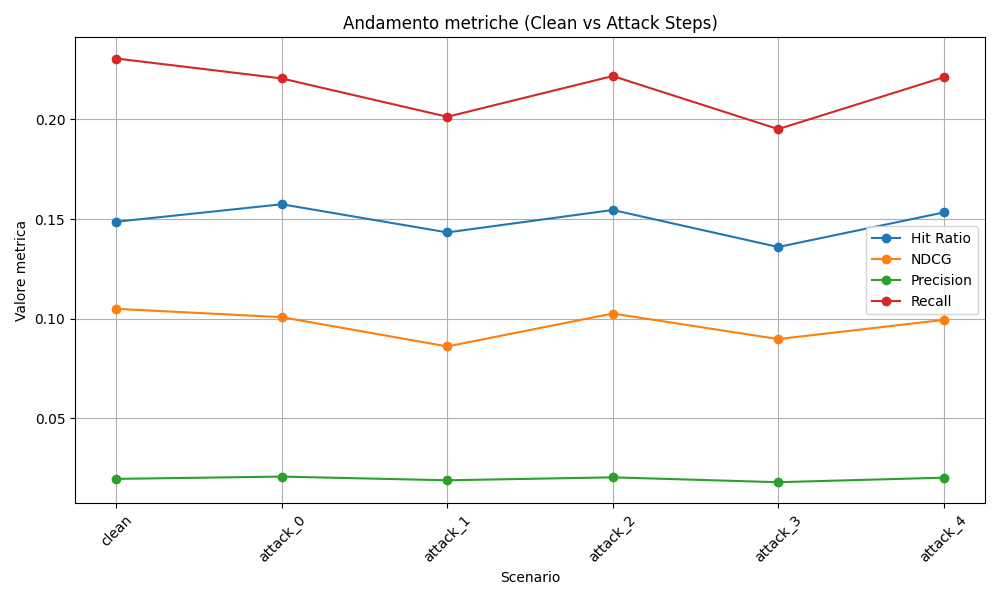 Andamento metriche (Clean vs Attack Steps)
Valore metrica
0.20
0.15
0.10
0.05
Hit Ratio
NDCG
Precision
Recall
clean
attack_0
attack_1
attack_2
attack_3
attack_4
Scenario